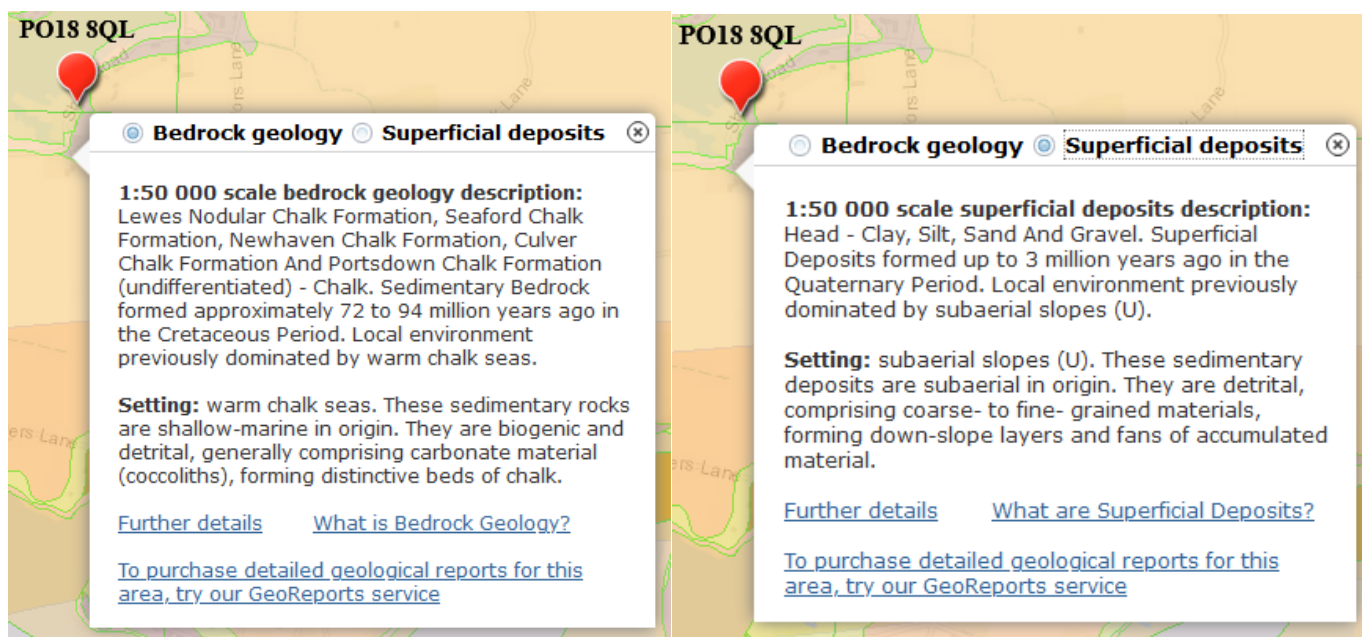 PO18 8QL
Bedrock geology Superficial deposits
1:50 000 scale bedrock geology description:
Lewes Nodular Chalk Formation, Seaford Chalk
Formation, Newhaven Chalk Formation, Culver
Chalk Formation And Portsdown Chalk Formation
(undifferentiated) - Chalk. Sedimentary Bedrock
formed approximately 72 to 94 million years ago in
the Cretaceous Period. Local environment
previously dominated by warm chalk seas.
Setting: warm chalk seas. These sedimentary rocks
are shallow-marine in origin. They are biogenic and
detrital, generally comprising carbonate material
(coccoliths), forming distinctive beds of chalk.
Further details What is Bedrock Geology?
To purchase detailed geological reports for this
area, try our GeoReports service
PO18 8QL
Bedrock geology Superficial deposits
1:50 000 scale superficial deposits description:
Head - Clay, Silt, Sand And Gravel. Superficial
Deposits formed up to 3 million years ago in the
Quaternary Period. Local environment previously
dominated by subaerial slopes (U).
Setting: subaerial slopes (U). These sedimentary
deposits are subaerial in origin. They are detrital,
comprising coarse- to fine- grained materials,
forming down-slope layers and fans of accumulated
material.
Further details What are Superficial Deposits?
To purchase detailed geological reports for this
area, try our GeoReports service